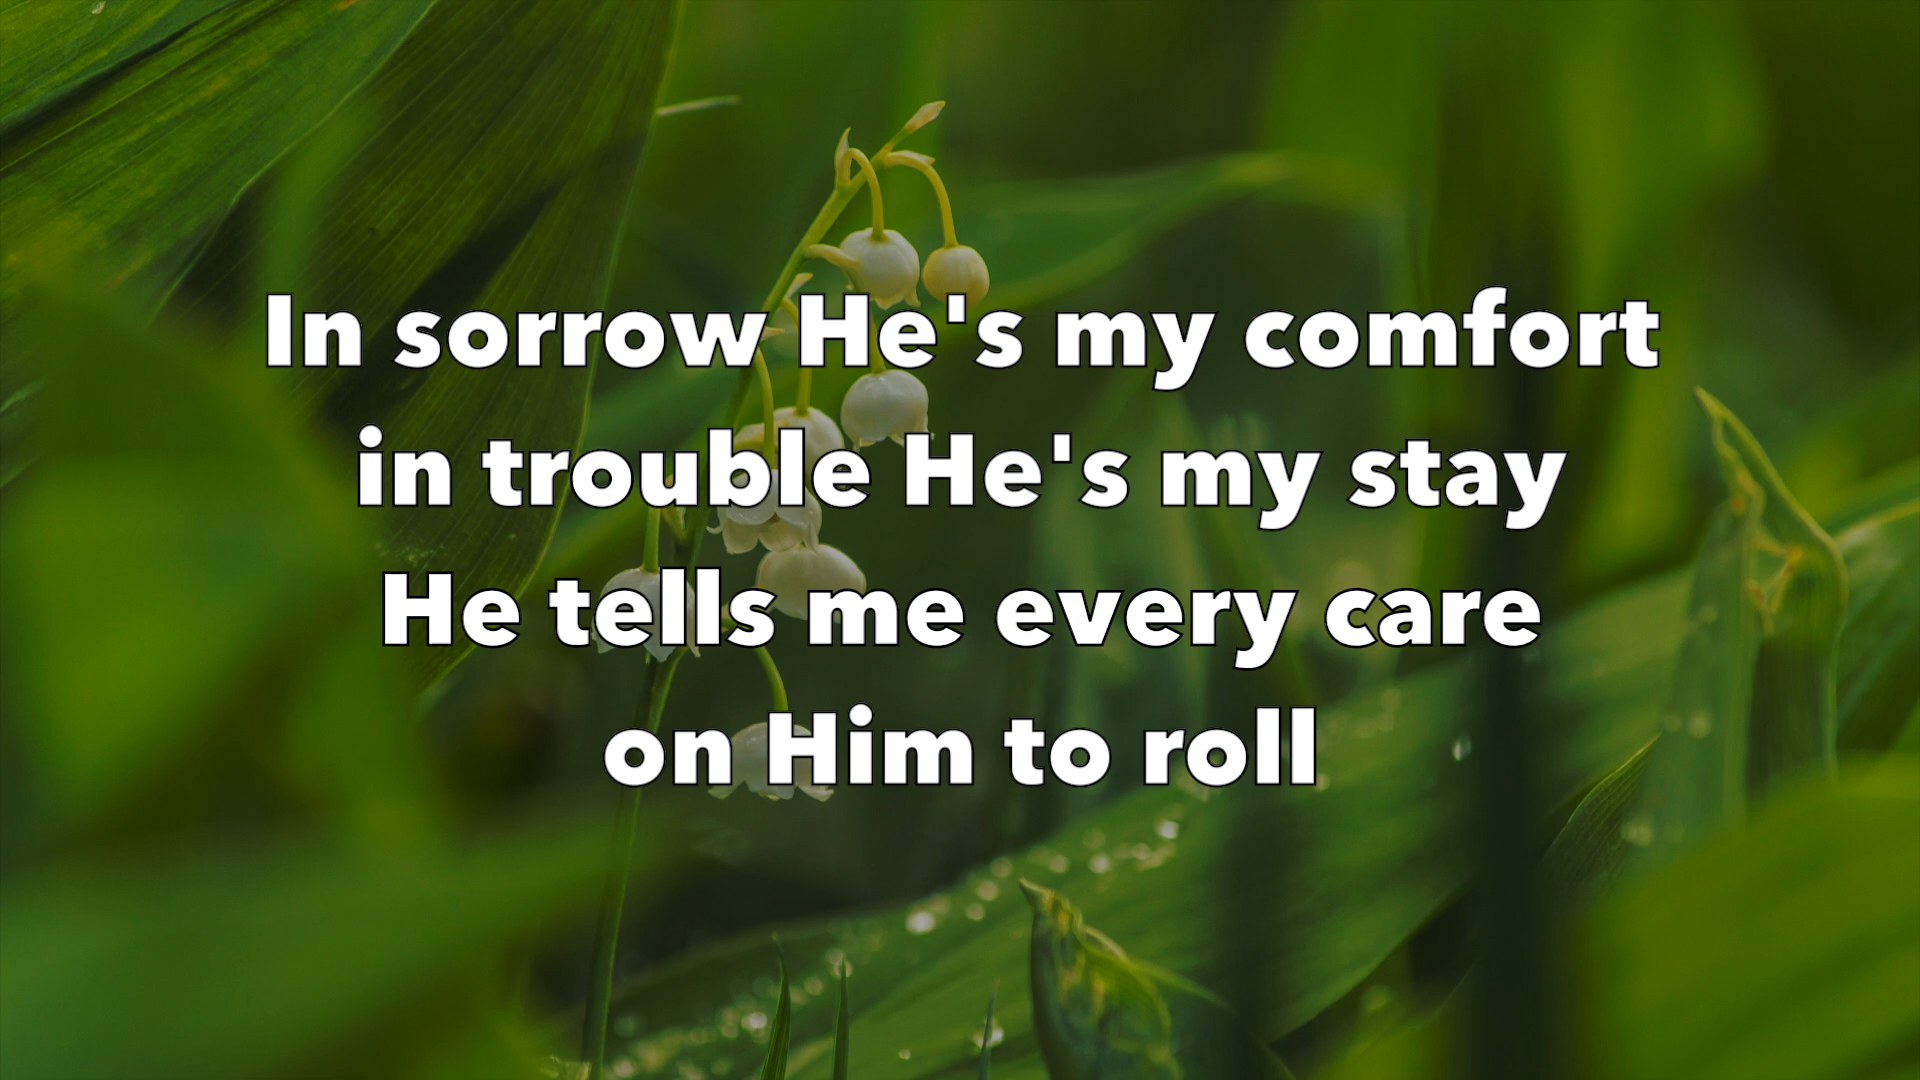 In sorrow He's my comfort
in trouble He's my stay
He tells me every care
on Him to roll